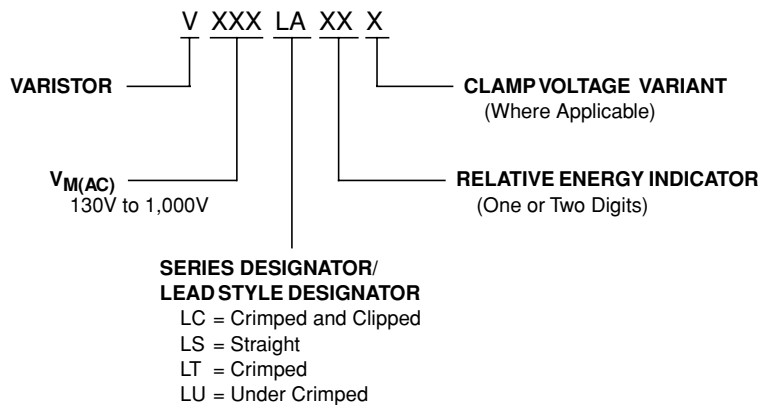 V XXX LA XX X
VARISTOR
CLAMP VOLTAGE VARIANT
(Where Applicable)
VM(AC)
130V to 1,000V
RELATIVE ENERGY INDICATOR
(One or Two Digits)
SERIES DESIGNATOR/
LEAD STYLE DESIGNATOR
LC = Crimped and Clipped
LS = Straight
LT = Crimped
LU = Under Crimped